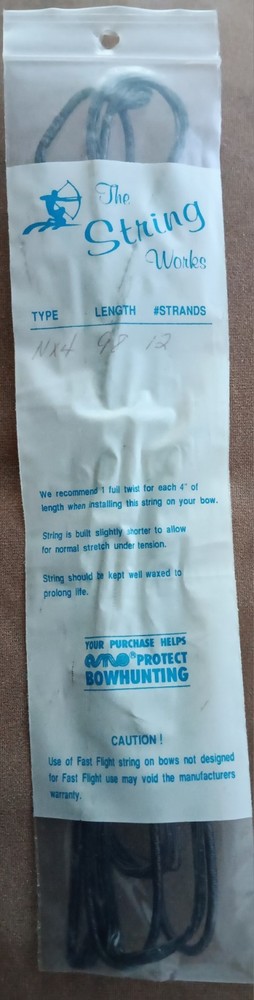 The
String
Works
TYPE LENGTH #STRANDS
98 12
We recommend 1 full twist for each 4" of
length when installing this string on your bow.
String is built slightly shorter to allow
for normal stretch under tension.
String should be kept well waxed to
prolong life.
YOUR PURCHASE HELPS
AMO® PROTECT
BOWHUNTING
CAUTION !
Use of Fast Flight string on bows not designed
for Fast Flight use may void the manufacturers
warranty.